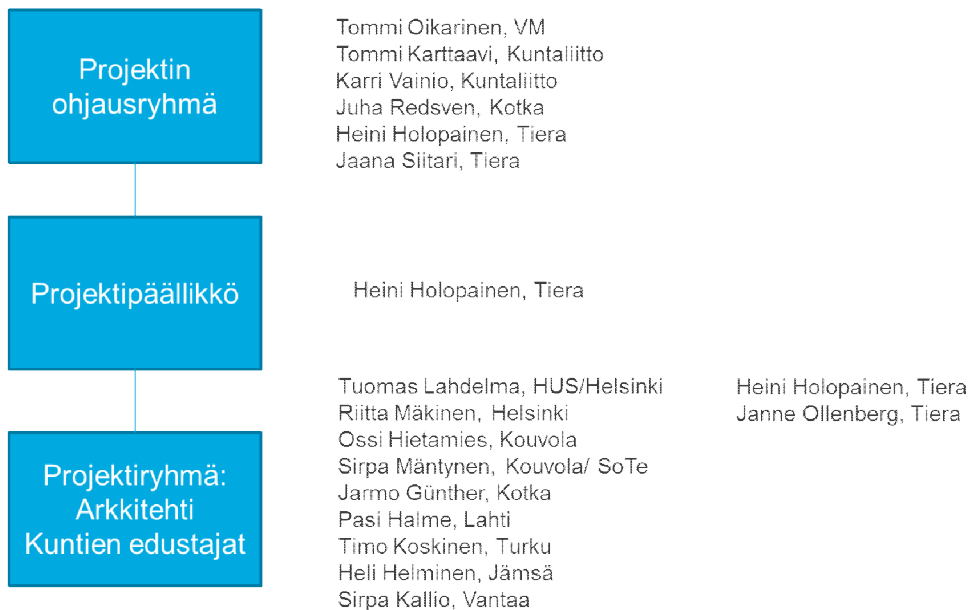 Projektin
ohjausryhmä
Tommi Oikarinen, VM
Tommi Karttaavi, Kuntaliitto
Karri Vainio, Kuntaliitto
Juha Redsven, Kotka
Heini Holopainen, Tiera
Jaana Siitari, Tiera
Projektipäällikkö
Heini Holopainen, Tiera
Projektiryhmä:
Arkkitehti
Kuntien edustajat
Tuomas Lahdelma, HUS/Helsinki
Riitta Mäkinen, Helsinki
Ossi Hietamies, Kouvola
Sirpa Mäntynen, Kouvola/ SoTe
Jarmo Günther, Kotka
Pasi Halme, Lahti
Timo Koskinen, Turku
Heli Helminen, Jämsä
Sirpa Kallio, Vantaa
Heini Holopainen, Tiera
Janne Ollenberg, Tiera